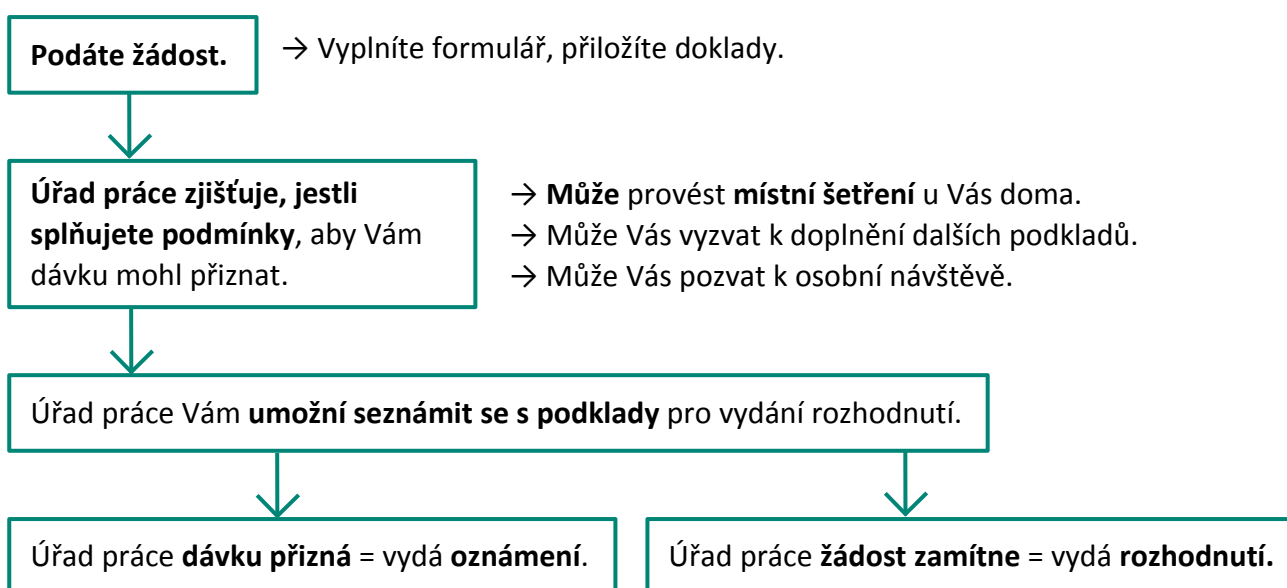 Podáte žádost.
→ Vyplníte formulář, přiložíte doklady.
Úřad práce zjišťuje, jestli
splňujete podmínky, aby Vám
dávku mohl přiznat.
→ Může provést místní šetření u Vás doma.
→ Může Vás vyzvat k doplnění dalších podkladů.
→ Může Vás pozvat k osobní návštěvě.
Úřad práce Vám umožní seznámit se s podklady pro vydání rozhodnutí.
Úřad práce dávku přizná = vydá oznámení.
Úřad práce žádost zamítne = vydá rozhodnutí.